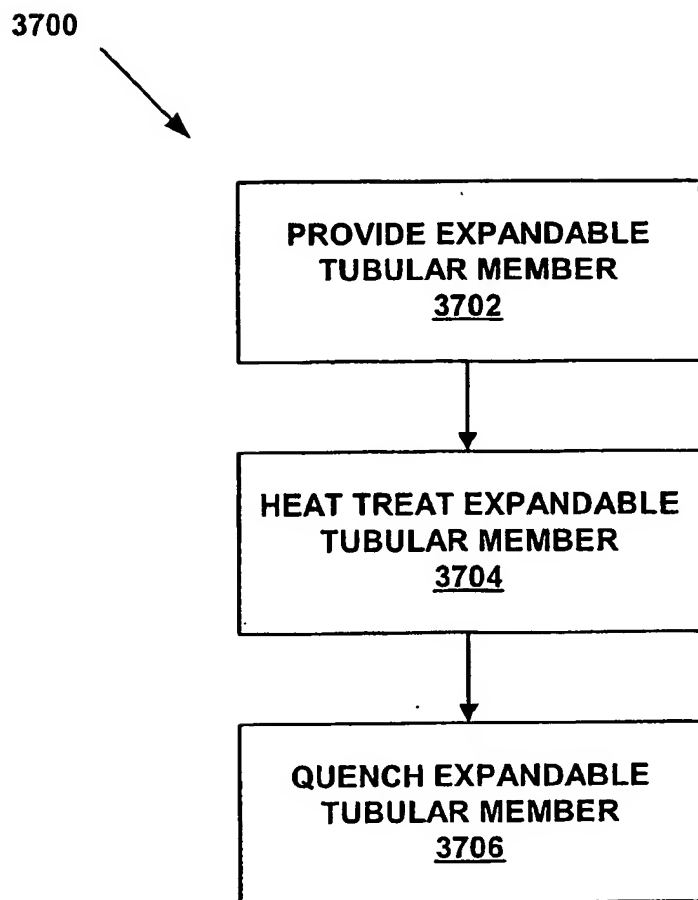 3700
PROVIDE EXPANDABLE
TUBULAR MEMBER
3702
HEAT TREAT EXPANDABLE
TUBULAR MEMBER
3704
QUENCH EXPANDABLE
TUBULAR MEMBER
3706